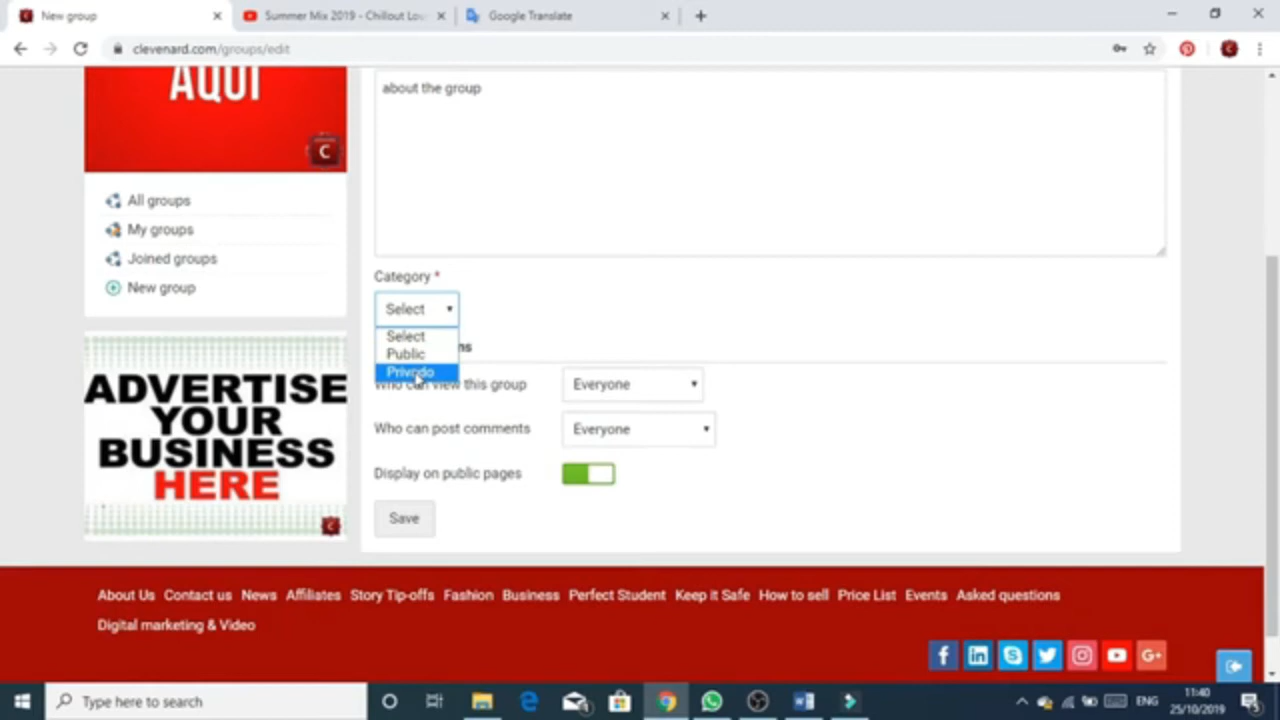 New group
Summer Mix 2019 - Chillout Lou
Google Translate
clevenard.com/groups/edit
AQUI
C
about the group
All groups
My groups
Joined groups
New group
Category *
Select
Select
Public
Privado
ns
Who can view this group
Everyone
Who can post comments
Everyone
Display on public pages
Save
ADVERTISE
YOUR
BUSINESS
HERE
C
About Us Contact us News Affiliates Story Tip-offs Fashion Business Perfect Student Keep it Safe How to sell Price List Events Asked questions
Digital marketing & Video
Type here to search
ENG
11:40
25/10/2019